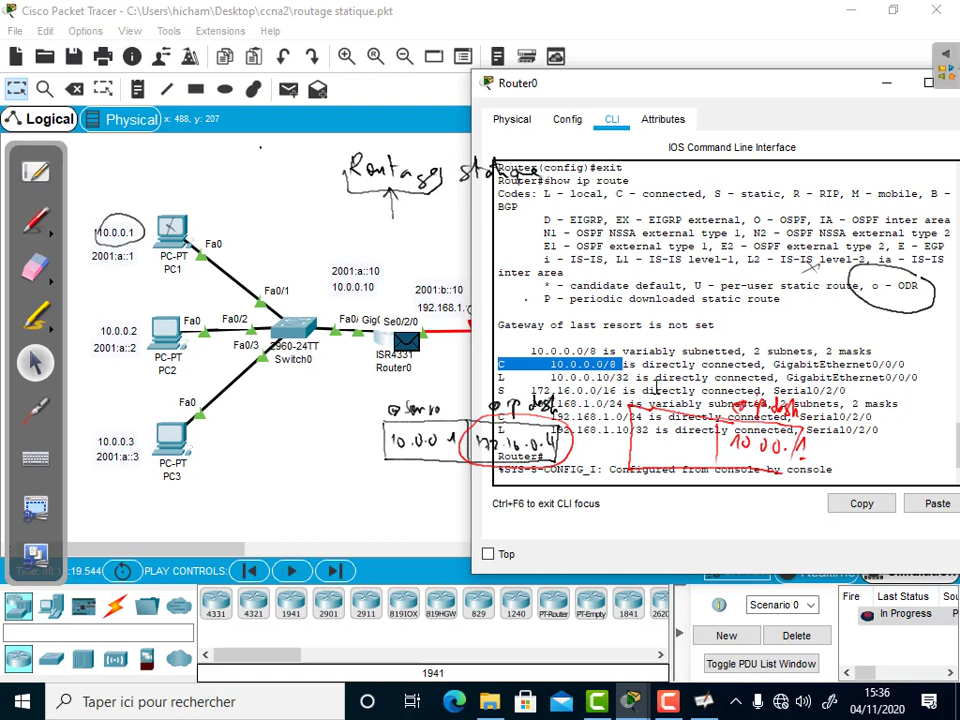 Cisco Packet Tracer - C:\Users\hicham\Desktop\ccna2\routage statique.pkt
File Edit Options View Tools Extensions Help
Logical Physical x: 488, y: 207
Routage statique
10.0.0.1
2001:a::1
Fa0
PC-PT
PC1
Fa0/1
2001:a::10
10.0.0.10
2001:b::10
192.168.1.
10.0.0.2
2001:a::2
Fa0
PC-PT
PC2
Fa0/2
Fa0/3
2960-24TT
Switch0
Fa0/
Gig0
Se0/2/0
ISR4331
Router0
10.0.0.3
2001:a::3
Fa0
PC-PT
PC3
ip desh
10.0.0 1 172.16.0.4
Router0
Physical Config CLI Attributes
IOS Command Line Interface
Router(config)#exit
Router#show ip route
Codes: L - local, C - connected, S - static, R - RIP, M - mobile, B -
BGP
D - EIGRP, EX - EIGRP external, O - OSPF, IA - OSPF inter area
N1 - OSPF NSSA external type 1, N2 - OSPF NSSA external type 2
E1 - OSPF external type 1, E2 - OSPF external type 2, E - EGP
i - IS-IS, L1 - IS-IS level-1, L2 - IS-IS level-2, ia - IS-IS
inter area
* - candidate default, U - per-user static route, o - ODR
P - periodic downloaded static route
Gateway of last resort is not set
10.0.0.0/8 is variably subnetted, 2 subnets, 2 masks
C 10.0.0.0/8 is directly connected, GigabitEthernet0/0/0
L 10.0.0.10/32 is directly connected, GigabitEthernet0/0/0
S 172.16.0.0/16 is directly connected, Serial0/2/0
192.168.1.0/24 is variably subnetted, 2 subnets, 2 masks
C 192.168.1.0/24 is directly connected, Serial0/2/0
L 192.168.1.10/32 is directly connected, Serial0/2/0
ip desh
10 00.1
Router#
%SYS-5-CONFIG_I: Configured from console by console
Ctrl+F6 to exit CLI focus
Copy Paste
Top
19.544 PLAY CONTROLS:
Realtime Simulation
4331 4321 1941 2901 2911 819IOX 819HGW 829 1240 PT-Router PT-Empty 1841 2620
1941
Scenario 0
New Delete
Toggle PDU List Window
Fire Last Status Sou
In Progress P
Taper ici pour rechercher
15:36
04/11/2020